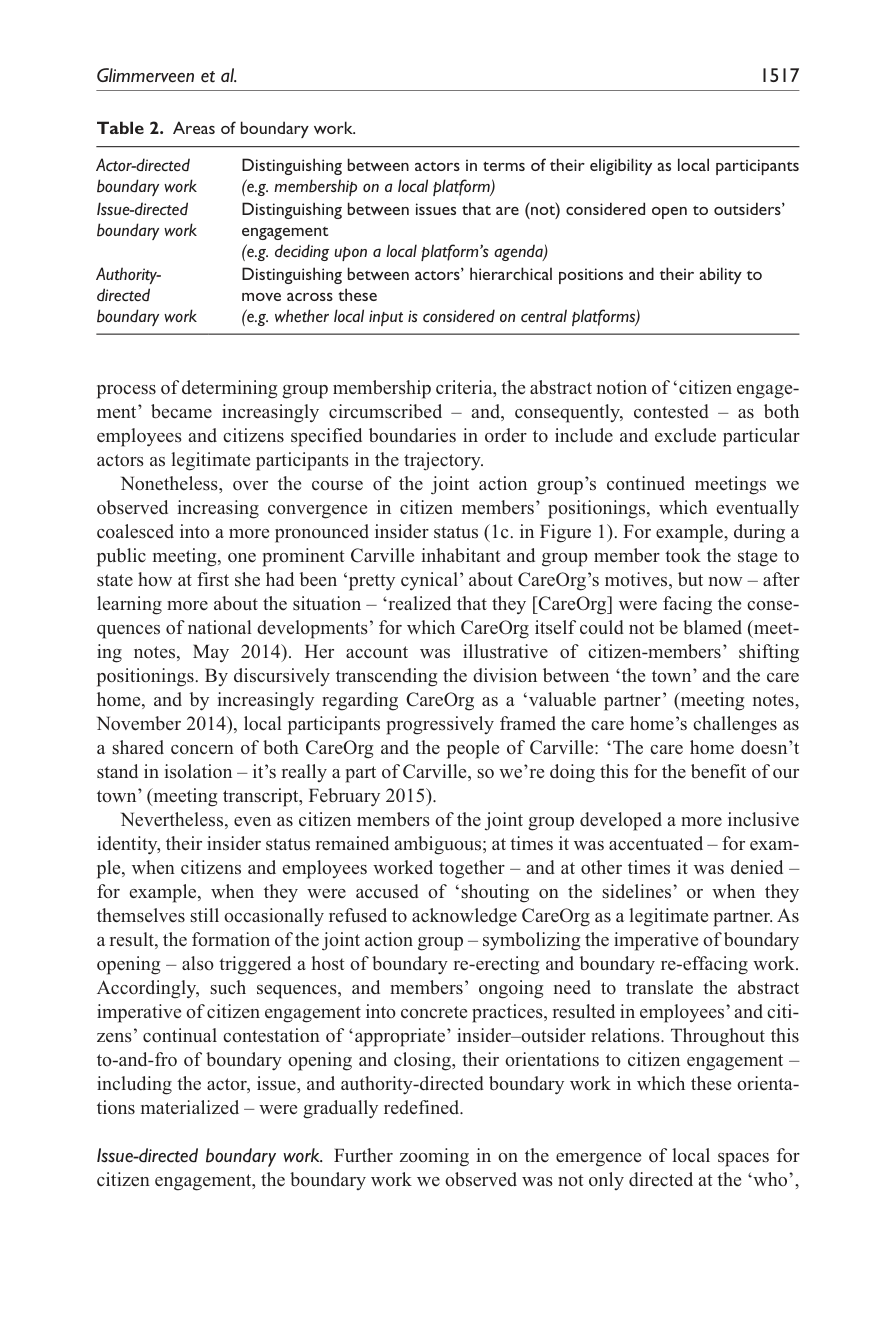 Glimmerveen et al. 1517
Table 2. Areas of boundary work.
Actor-directed Distinguishing between actors in terms of their eligibility as local participants
boundary work (e.g. membership on a local platform)
Issue-directed Distinguishing between issues that are (not) considered open to outsiders’
boundary work engagement
(e.g. deciding upon a local platform’s agenda)
Authority- Distinguishing between actors’ hierarchical positions and their ability to
directed move across these
boundary work (e.g. whether local input is considered on central platforms)
process of determining group membership criteria, the abstract notion of ‘citizen engage-
ment’ became increasingly circumscribed – and, consequently, contested – as both
employees and citizens specified boundaries in order to include and exclude particular
actors as legitimate participants in the trajectory.
Nonetheless, over the course of the joint action group’s continued meetings we
observed increasing convergence in citizen members’ positionings, which eventually
coalesced into a more pronounced insider status (1c. in Figure 1). For example, during a
public meeting, one prominent Carville inhabitant and group member took the stage to
state how at first she had been ‘pretty cynical’ about CareOrg’s motives, but now – after
learning more about the situation – ‘realized that they [CareOrg] were facing the conse-
quences of national developments’ for which CareOrg itself could not be blamed (meet-
ing notes, May 2014). Her account was illustrative of citizen-members’ shifting
positionings. By discursively transcending the division between ‘the town’ and the care
home, and by increasingly regarding CareOrg as a ‘valuable partner’ (meeting notes,
November 2014), local participants progressively framed the care home’s challenges as
a shared concern of both CareOrg and the people of Carville: ‘The care home doesn’t
stand in isolation – it’s really a part of Carville, so we’re doing this for the benefit of our
town’ (meeting transcript, February 2015).
Nevertheless, even as citizen members of the joint group developed a more inclusive
identity, their insider status remained ambiguous; at times it was accentuated – for exam-
ple, when citizens and employees worked together – and at other times it was denied –
for example, when they were accused of ‘shouting on the sidelines’ or when they
themselves still occasionally refused to acknowledge CareOrg as a legitimate partner. As
a result, the formation of the joint action group – symbolizing the imperative of boundary
opening – also triggered a host of boundary re-erecting and boundary re-effacing work.
Accordingly, such sequences, and members’ ongoing need to translate the abstract
imperative of citizen engagement into concrete practices, resulted in employees’ and citi-
zens’ continual contestation of ‘appropriate’ insider–outsider relations. Throughout this
to-and-fro of boundary opening and closing, their orientations to citizen engagement –
including the actor, issue, and authority-directed boundary work in which these orienta-
tions materialized – were gradually redefined.
Issue-directed boundary work. Further zooming in on the emergence of local spaces for
citizen engagement, the boundary work we observed was not only directed at the ‘who’,